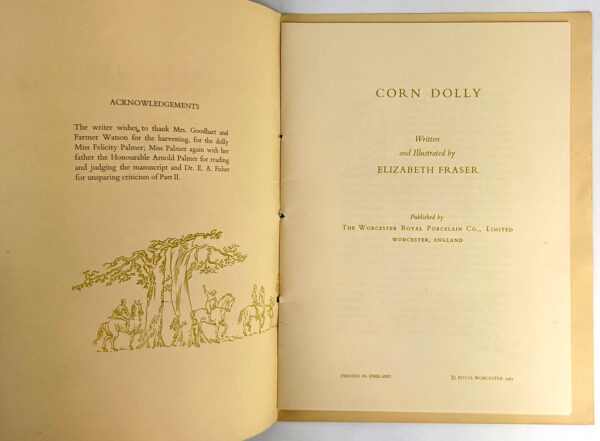 ACKNOWLEDGEMENTS
The writer wishes to thank Mrs. Goodhart and
Farmer Watson for the harvesting, for the dolly
Miss Felicity Palmer; Miss Palmer again with her
father the Honourable Arnold Palmer for reading
and judging the manuscript and Dr. E. A. Fisher
for unsparing criticism of Part II.
CORN DOLLY
Written
and Illustrated by
ELIZABETH FRASER
Published by
THE WORCESTER ROYAL PORCELAIN CO., LIMITED
WORCESTER, ENGLAND
PRINTED IN ENGLAND
© ROYAL WORCESTER